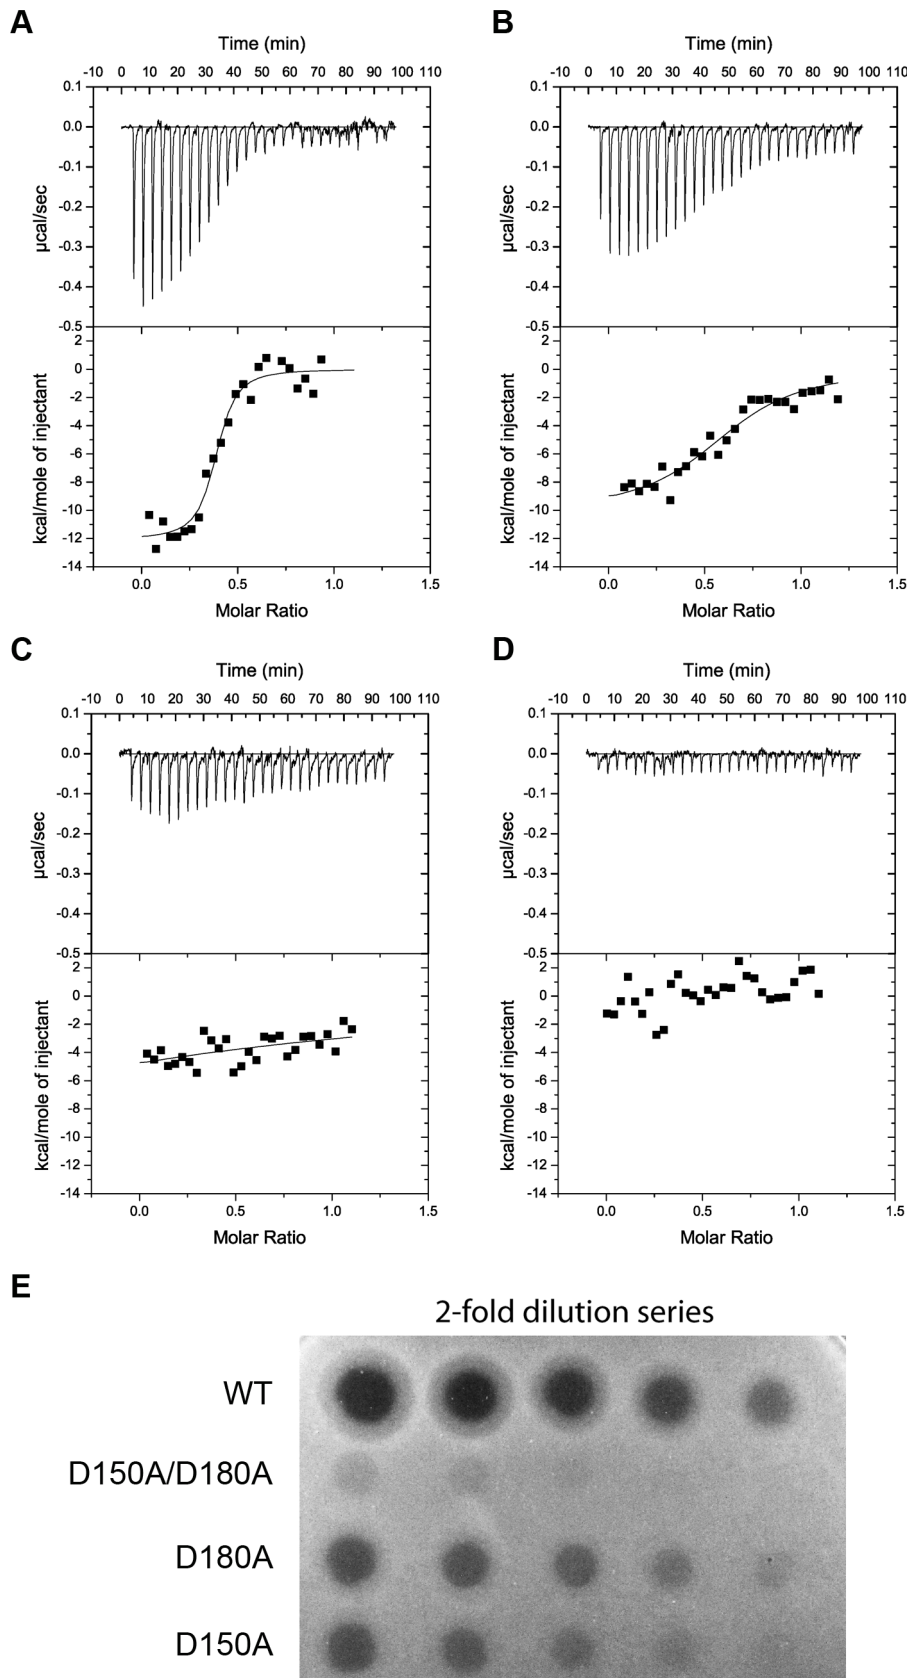 A
Time (min)
-10 0 10 20 30 40 50 60 70 80 90 100 110
0.1
0.0
-0.1
-0.2
-0.3
-0.4
-0.5
µcal/sec
2
0
-2
-4
-6
-8
-10
-12
-14
kcal/mole of injectant
0.0 0.5 1.0 1.5
Molar Ratio
B
Time (min)
-10 0 10 20 30 40 50 60 70 80 90 100 110
0.1
0.0
-0.1
-0.2
-0.3
-0.4
-0.5
µcal/sec
2
0
-2
-4
-6
-8
-10
-12
-14
kcal/mole of injectant
0.0 0.5 1.0 1.5
Molar Ratio
C
Time (min)
-10 0 10 20 30 40 50 60 70 80 90 100 110
0.1
0.0
-0.1
-0.2
-0.3
-0.4
-0.5
µcal/sec
2
0
-2
-4
-6
-8
-10
-12
-14
kcal/mole of injectant
0.0 0.5 1.0 1.5
Molar Ratio
D
Time (min)
-10 0 10 20 30 40 50 60 70 80 90 100 110
0.1
0.0
-0.1
-0.2
-0.3
-0.4
-0.5
µcal/sec
2
0
-2
-4
-6
-8
-10
-12
-14
kcal/mole of injectant
0.0 0.5 1.0 1.5
Molar Ratio
E
2-fold dilution series
WT
D150A/D180A
D180A
D150A